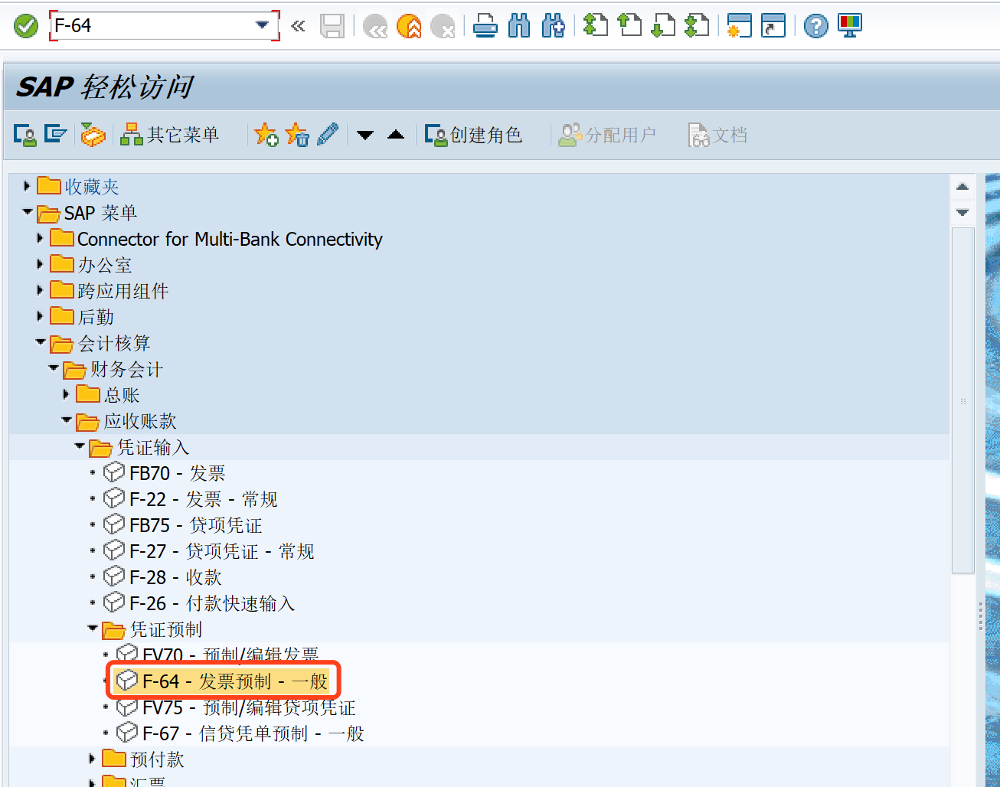 F-64
SAP 轻松访问
其它菜单 创建角色 分配用户 文档
收藏夹
SAP 菜单
Connector for Multi-Bank Connectivity
办公室
跨应用组件
后勤
会计核算
财务会计
总账
应收账款
凭证输入
FB70 - 发票
F-22 - 发票 - 常规
FB75 - 贷项凭证
F-27 - 贷项凭证 - 常规
F-28 - 收款
F-26 - 付款快速输入
凭证预制
FV70 - 预制/编辑发票
F-64 - 发票预制 - 一般
FV75 - 预制/编辑贷项凭证
F-67 - 信贷凭单预制 - 一般
预付款
汇票